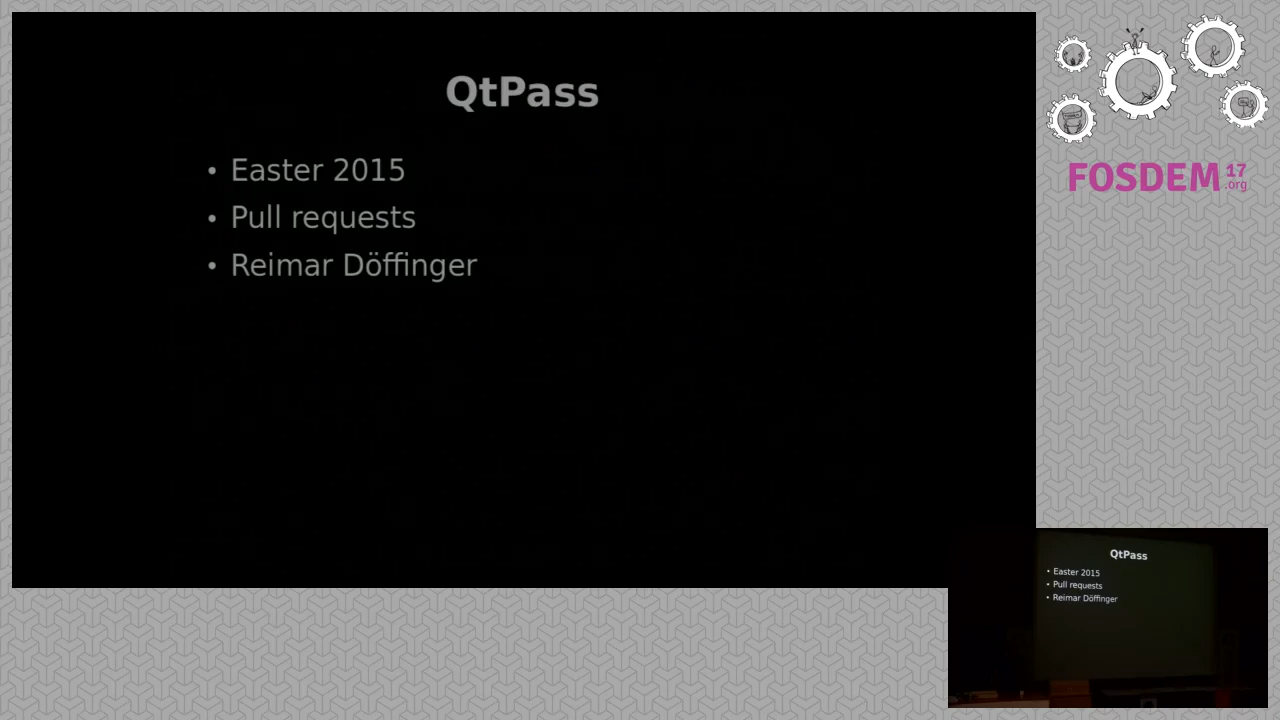 QtPass
• Easter 2015
• Pull requests
• Reimar Döffinger
FOSDEM 17
.org
QtPass
• Easter 2015
• Pull requests
• Reimar Döffinger